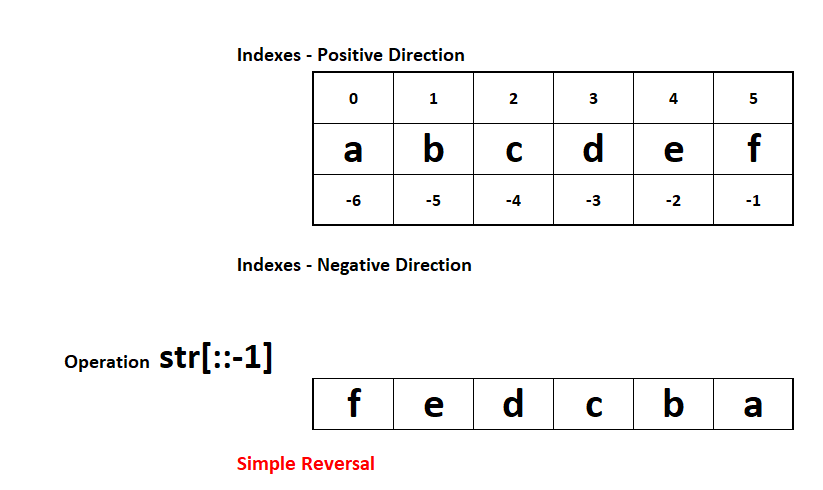 Indexes - Positive Direction
0 1 2 3 4 5
a b c d e f
-6 -5 -4 -3 -2 -1
Indexes - Negative Direction
Operation str[::-1]
f e d c b a
Simple Reversal